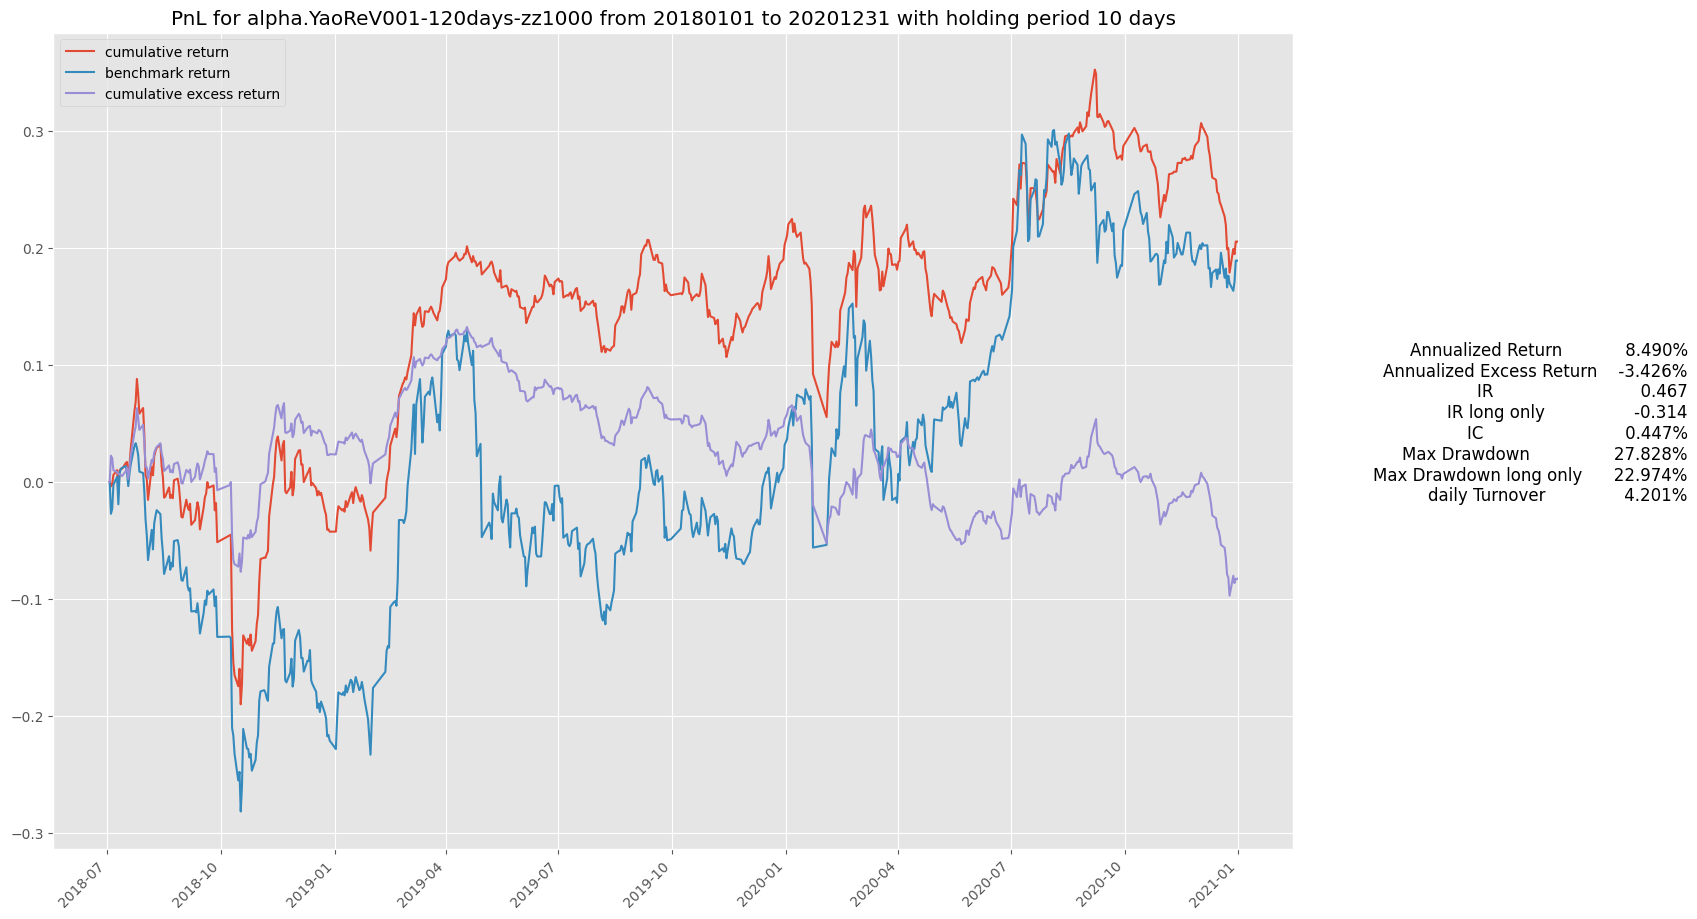 PnL for alpha.YaoReV001-120days-zz1000 from 20180101 to 20201231 with holding period 10 days
cumulative return
benchmark return
cumulative excess return
0.3
0.2
0.1
0.0
−0.1
−0.2
−0.3
2018-07
2018-10
2019-01
2019-04
2019-07
2019-10
2020-01
2020-04
2020-07
2020-10
2021-01
Annualized Return 8.490%
Annualized Excess Return -3.426%
IR 0.467
IR long only -0.314
IC 0.447%
Max Drawdown 27.828%
Max Drawdown long only 22.974%
daily Turnover 4.201%